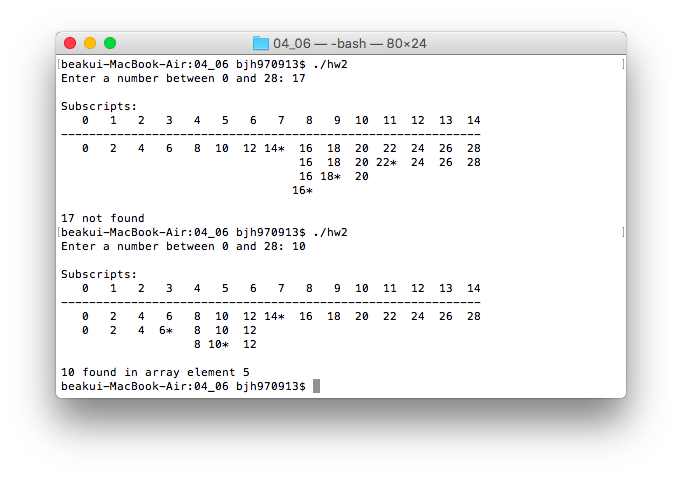 04_06 — -bash — 80×24
[beakui-MacBook-Air:04_06 bjh970913$ ./hw2 ]
Enter a number between 0 and 28: 17
Subscripts:
   0   1   2   3   4   5   6   7   8   9  10  11  12  13  14
------------------------------------------------------------
   0   2   4   6   8  10  12 14*  16  18  20  22  24  26  28
                                  16  18  20 22*  24  26  28
                                  16 18*  20
                                 16*
17 not found
[beakui-MacBook-Air:04_06 bjh970913$ ./hw2 ]
Enter a number between 0 and 28: 10
Subscripts:
   0   1   2   3   4   5   6   7   8   9  10  11  12  13  14
------------------------------------------------------------
   0   2   4   6   8  10  12 14*  16  18  20  22  24  26  28
   0   2   4  6*   8  10  12
                   8 10*  12
10 found in array element 5
beakui-MacBook-Air:04_06 bjh970913$